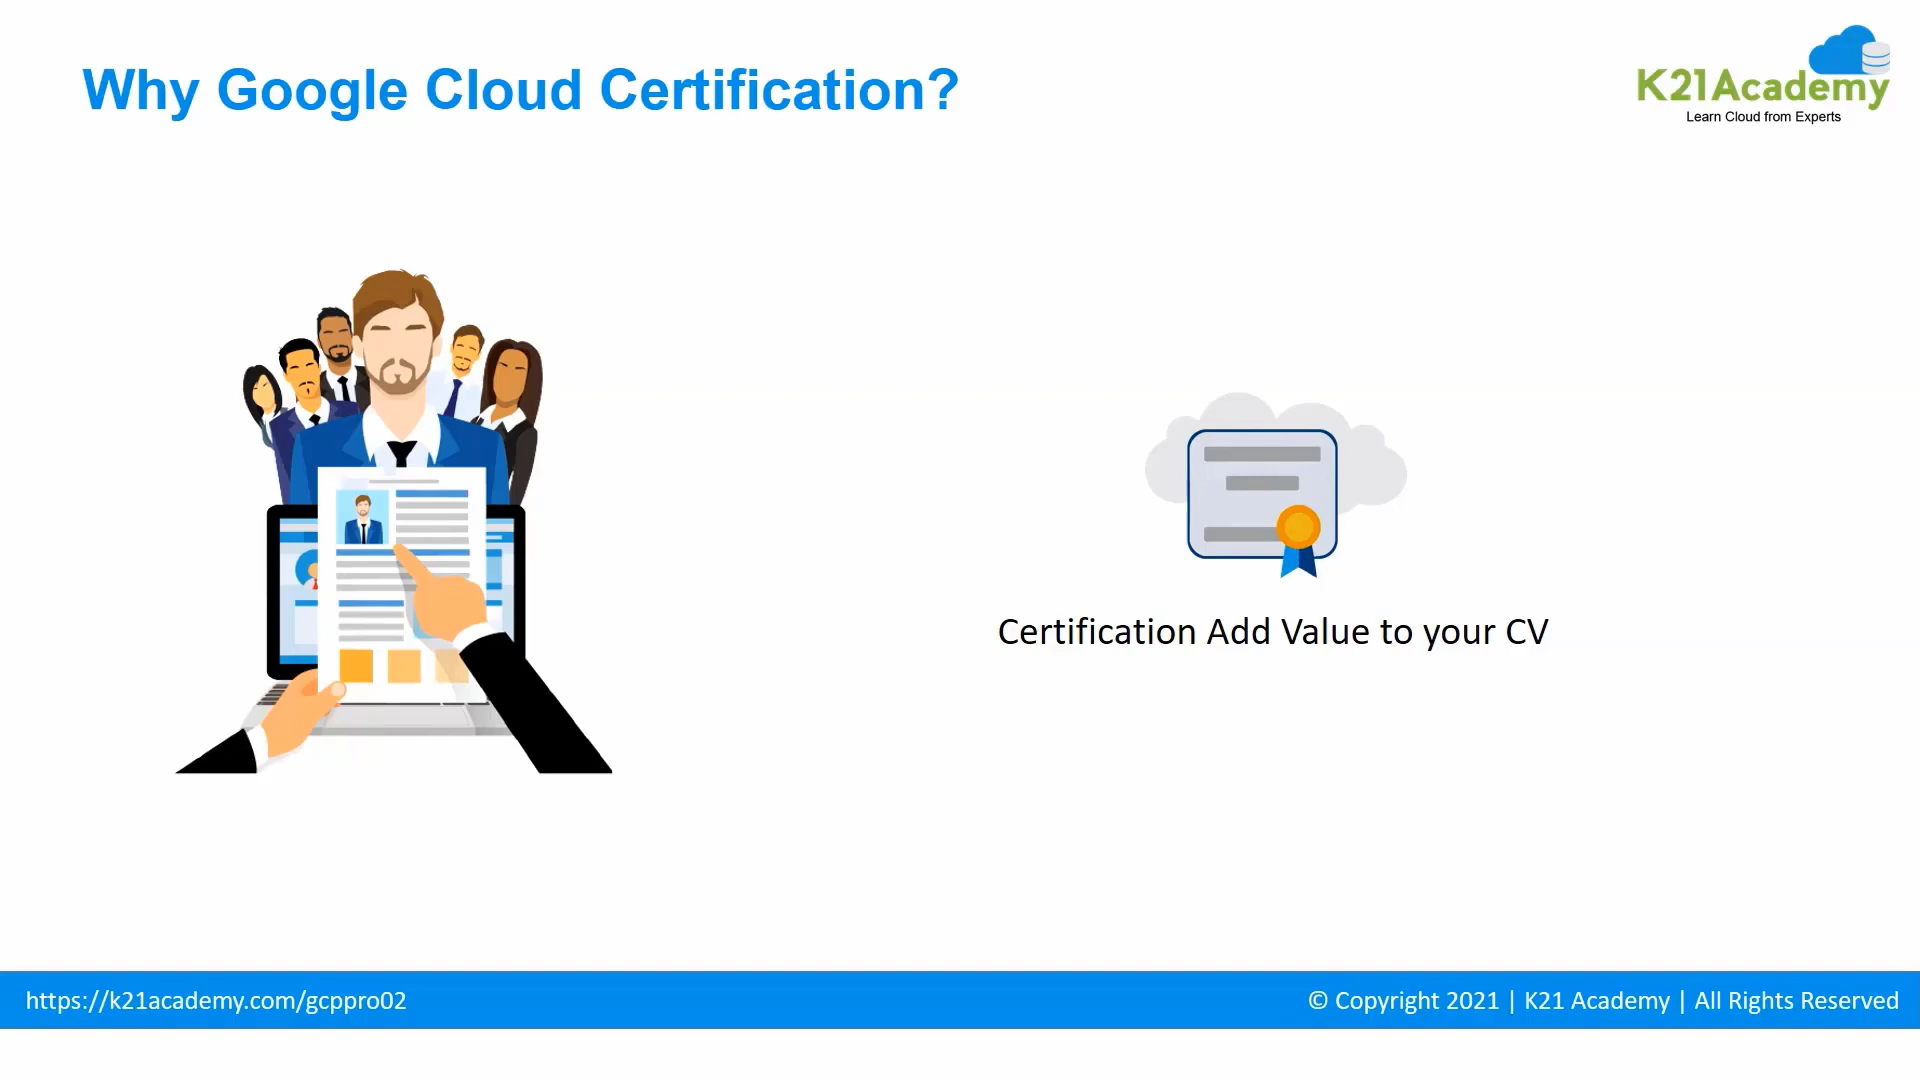 Why Google Cloud Certification?
K21Academy
Learn Cloud from Experts
Certification Add Value to your CV
https://k21academy.com/gcppro02
© Copyright 2021 | K21 Academy | All Rights Reserved